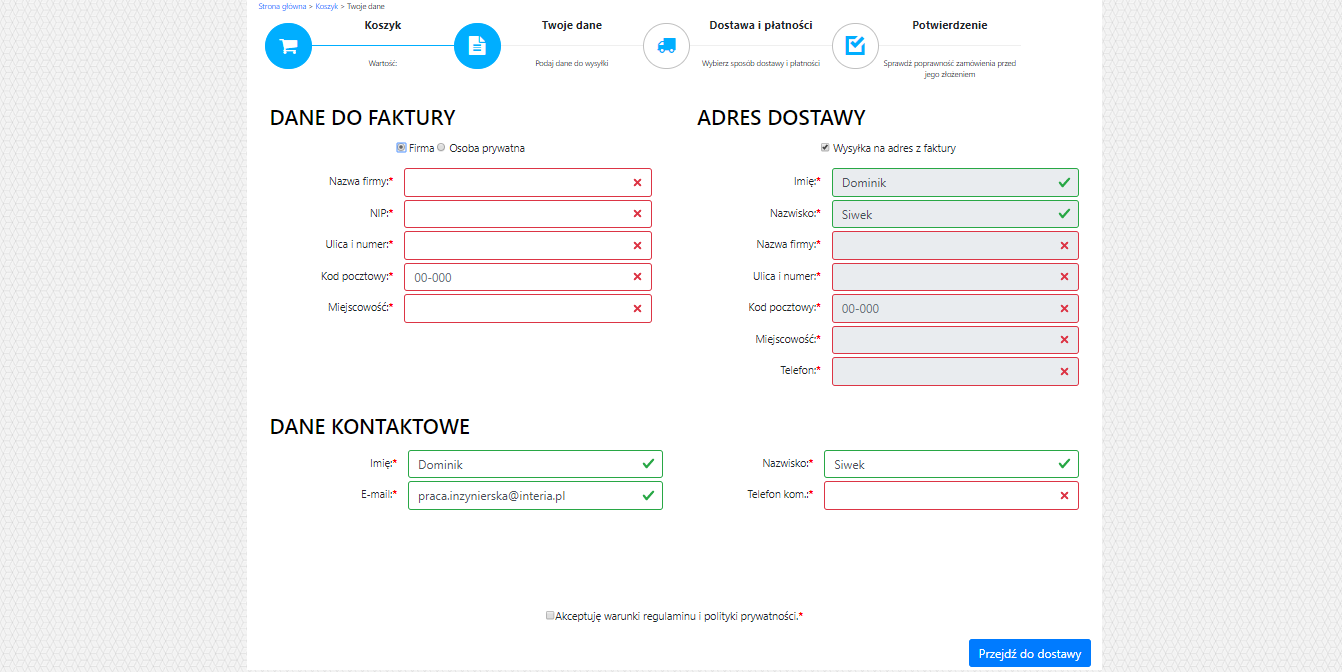 Strona główna > Koszyk > Twoje dane
Koszyk
Wartość:
Twoje dane
Podaj dane do wysyłki
Dostawa i płatności
Wybierz sposób dostawy i płatności
Potwierdzenie
Sprawdź poprawność zamówienia przed
jego złożeniem
DANE DO FAKTURY
Firma Osoba prywatna
Nazwa firmy:*
NIP:*
Ulica i numer:*
Kod pocztowy:* 00-000
Miejscowość:*
ADRES DOSTAWY
Wysyłka na adres z faktury
Imię:* Dominik
Nazwisko:* Siwek
Nazwa firmy:*
Ulica i numer:*
Kod pocztowy:* 00-000
Miejscowość:*
Telefon:*
DANE KONTAKTOWE
Imię:* Dominik
Nazwisko:* Siwek
E-mail:* praca.inzynierska@interia.pl
Telefon kom.:*
Akceptuję warunki regulaminu i polityki prywatności.*
Przejdź do dostawy